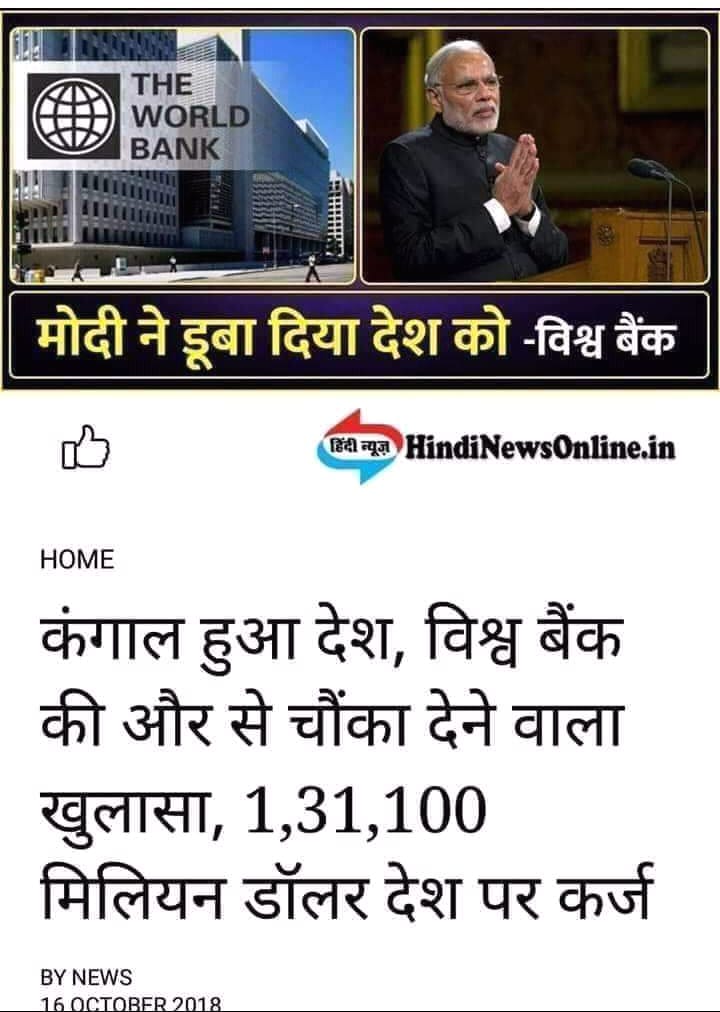 THE
WORLD
BANK
मोदी ने डूबा दिया देश को -विश्व बैंक
हिंदी न्यूज़ HindiNewsOnline.in
HOME
कंगाल हुआ देश, विश्व बैंक
की और से चौंका देने वाला
खुलासा, 1,31,100
मिलियन डॉलर देश पर कर्ज
BY NEWS
16 OCTOBER 2018